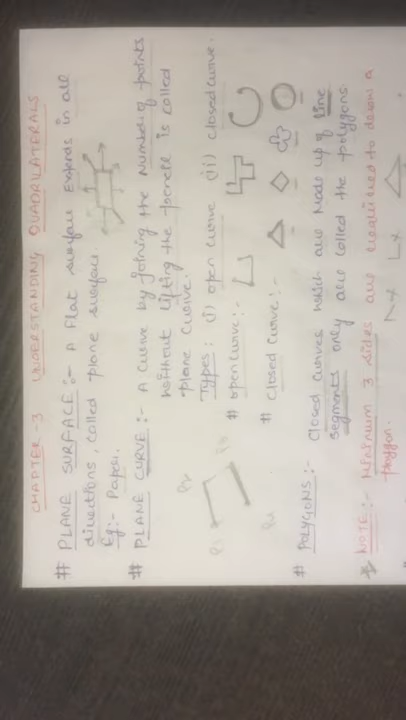 CHAPTER-3 UNDERSTANDING QUADRILATERALS
# PLANE SURFACE :- A Flat surface Extends in all
directions, called plane surface.
Eg:- Paper.
# PLANE CURVE :- A curve by joining the Number of points
without lifting the pencil is called
plane curve.
Types: (i) open curve (ii) closed curve.
# open curve :-
# closed curve :-
# POLYGONS :- Closed curves which are Made up of line
segments only are called the polygons.
NOTE :- Minimum 3 sides are required to down a
polygon.